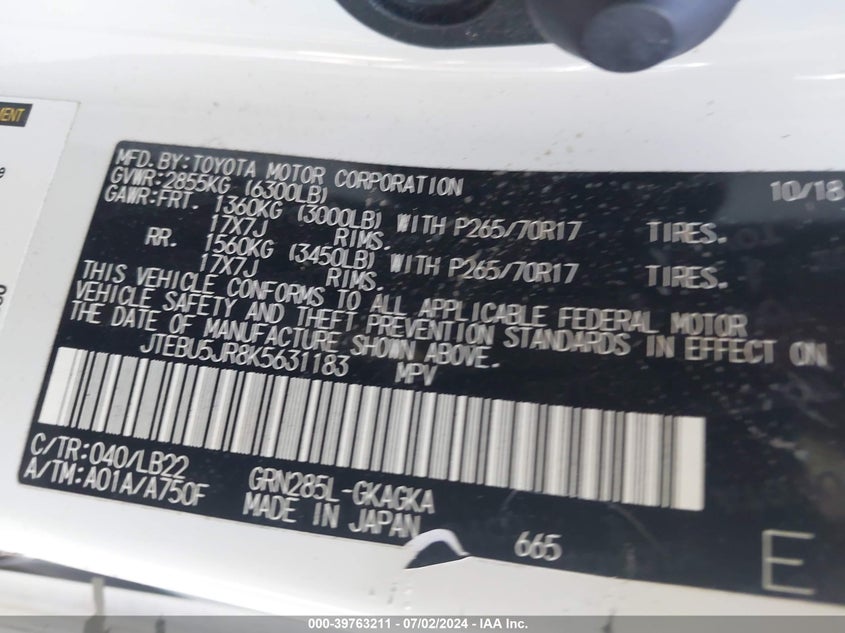 MENT
MFD. BY: TOYOTA MOTOR CORPORATION 10/18
GVWR: 2855KG (6300LB)
GAWR: FRT. 1360KG (3000LB) WITH P265/70R17 TIRES.
17X7J RIMS.
RR. 1560KG (3450LB) WITH P265/70R17 TIRES.
17X7J RIMS.
THIS VEHICLE CONFORMS TO ALL APPLICABLE FEDERAL MOTOR
VEHICLE SAFETY AND THEFT PREVENTION STANDARDS IN EFFECT ON
THE DATE OF MANUFACTURE SHOWN ABOVE.
JTEBU5JR8K5631183 MPV
C/TR: 040/LB22
A/TM: A01A/A750F
GRN285L-GKAGKA
MADE IN JAPAN
665
E
000-39763211 - 07/02/2024 - IAA Inc.